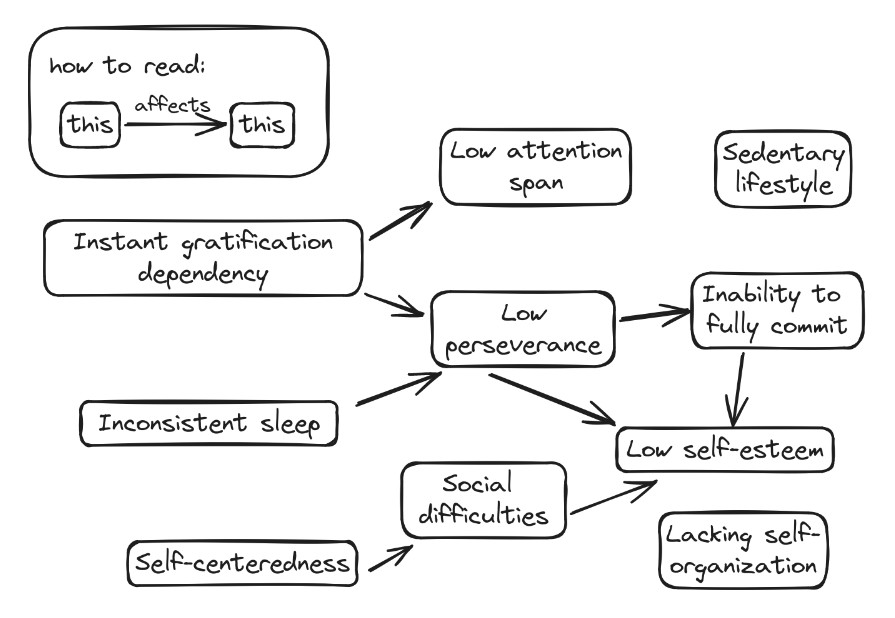 how to read:
affects
this
this
Low attention
span
Sedentary
lifestyle
Instant gratification
dependency
Low
perseverance
Inability to
fully commit
Inconsistent sleep
Low self-esteem
Social
difficulties
Self-centeredness
Lacking self-
organization